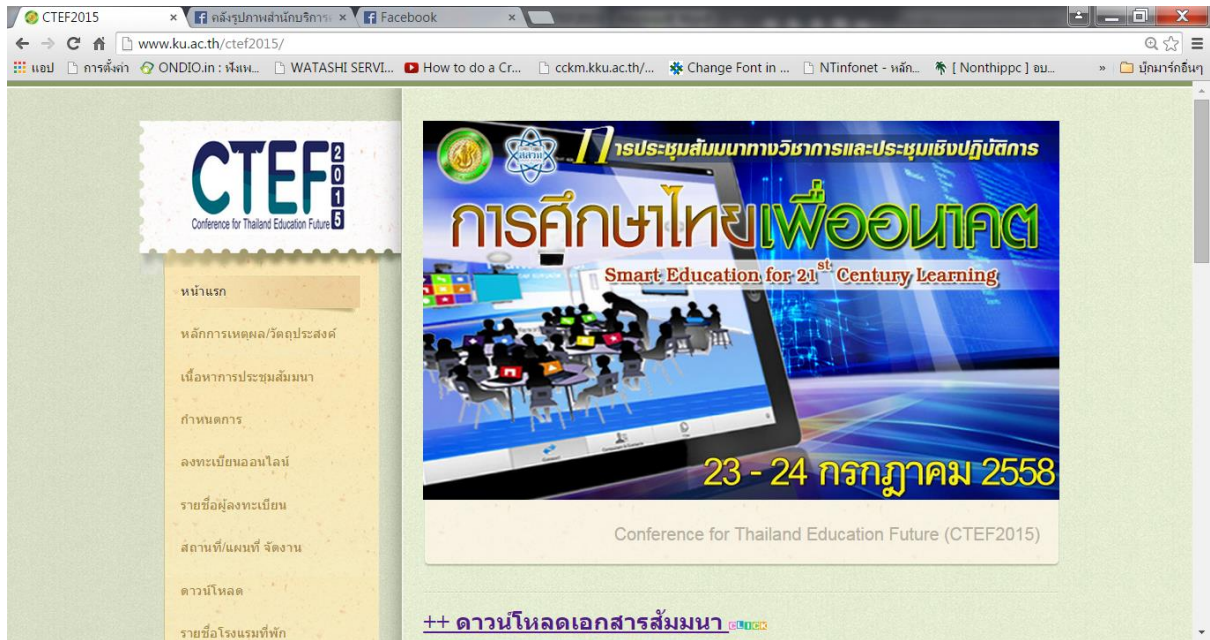 CTEF2015
คลังรูปภาพสำนักบริการ
Facebook
www.ku.ac.th/ctef2015/
แอป
การตั้งค่า
ONDIO.in : ฟังเพ...
WATASHI SERVI...
How to do a Cr...
cckm.kku.ac.th/...
Change Font in ...
NTinfonet - หลัก...
[ Nonthippc ] อบ...
»
บุ๊กมาร์กอื่นๆ
CTEF 2015
Conference for Thailand Education Future
หน้าแรก
หลักการเหตุผล/วัตถุประสงค์
เนื้อหาการประชุมสัมมนา
กำหนดการ
ลงทะเบียนออนไลน์
รายชื่อผู้ลงทะเบียน
สถานที่/แผนที่ จัดงาน
ดาวน์โหลด
รายชื่อโรงแรมที่พัก
สสวท
การประชุมสัมมนาทางวิชาการและประชุมเชิงปฏิบัติการ
การศึกษาไทยเพื่ออนาคต
Smart Education for 21st Century Learning
23 - 24 กรกฎาคม 2558
Conference for Thailand Education Future (CTEF2015)
++ ดาวน์โหลดเอกสารสัมมนา CLICK